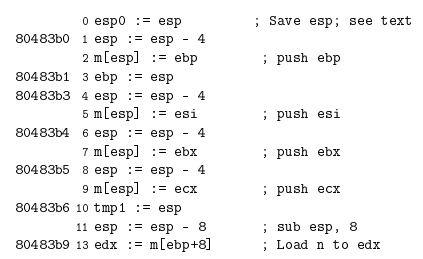 0 esp0 := esp ; Save esp; see text
80483b0 1 esp := esp - 4
2 m[esp] := ebp ; push ebp
80483b1 3 ebp := esp
80483b3 4 esp := esp - 4
5 m[esp] := esi ; push esi
80483b4 6 esp := esp - 4
7 m[esp] := ebx ; push ebx
80483b5 8 esp := esp - 4
9 m[esp] := ecx ; push ecx
80483b6 10 tmp1 := esp
11 esp := esp - 8 ; sub esp, 8
80483b9 13 edx := m[ebp+8] ; Load n to edx